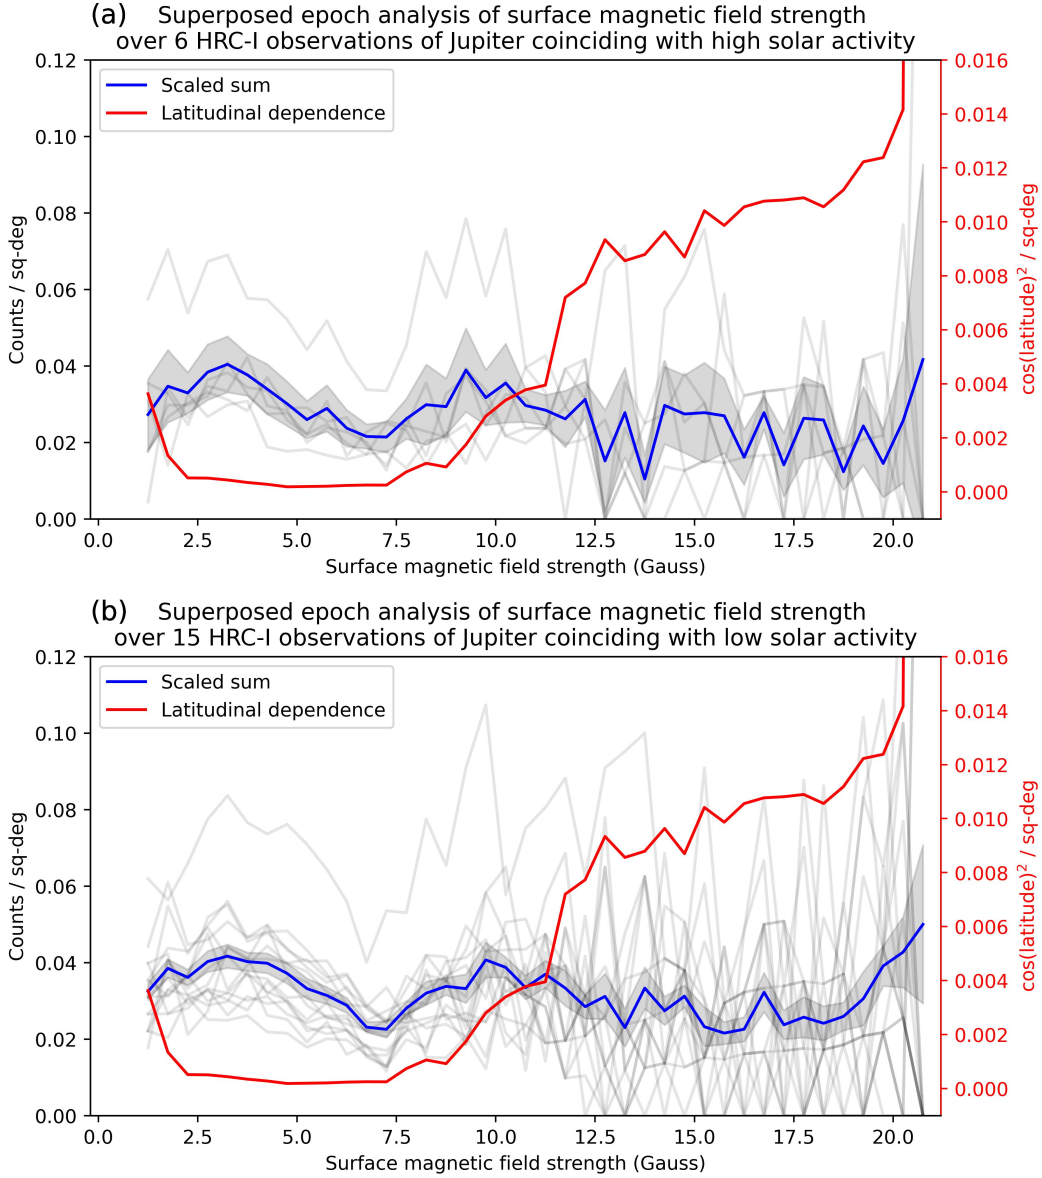 (a) Superposed epoch analysis of surface magnetic field strength
over 6 HRC-I observations of Jupiter coinciding with high solar activity
Scaled sum
Latitudinal dependence
Counts / sq-deg
0.12
0.10
0.08
0.06
0.04
0.02
0.00
0.016
0.014
0.012
0.010
0.008
0.006
0.004
0.002
0.000
cos(latitude)² / sq-deg
0.0 2.5 5.0 7.5 10.0 12.5 15.0 17.5 20.0
Surface magnetic field strength (Gauss)
(b) Superposed epoch analysis of surface magnetic field strength
over 15 HRC-I observations of Jupiter coinciding with low solar activity
Scaled sum
Latitudinal dependence
Counts / sq-deg
0.12
0.10
0.08
0.06
0.04
0.02
0.00
0.016
0.014
0.012
0.010
0.008
0.006
0.004
0.002
0.000
cos(latitude)² / sq-deg
0.0 2.5 5.0 7.5 10.0 12.5 15.0 17.5 20.0
Surface magnetic field strength (Gauss)